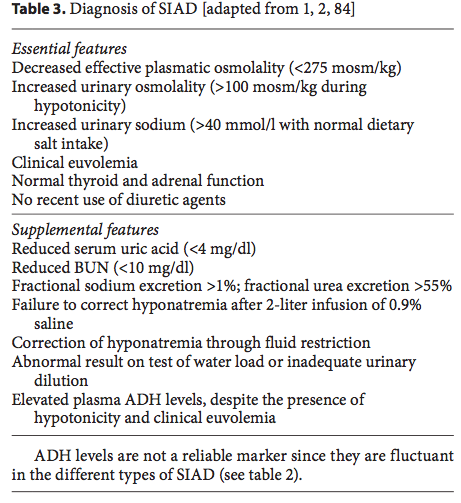 Table 3. Diagnosis of SIAD [adapted from 1, 2, 84]
Essential features
Decreased effective plasmatic osmolality (<275 mosm/kg)
Increased urinary osmolality (>100 mosm/kg during
hypotonicity)
Increased urinary sodium (>40 mmol/l with normal dietary
salt intake)
Clinical euvolemia
Normal thyroid and adrenal function
No recent use of diuretic agents
Supplemental features
Reduced serum uric acid (<4 mg/dl)
Reduced BUN (<10 mg/dl)
Fractional sodium excretion >1%; fractional urea excretion >55%
Failure to correct hyponatremia after 2-liter infusion of 0.9%
saline
Correction of hyponatremia through fluid restriction
Abnormal result on test of water load or inadequate urinary
dilution
Elevated plasma ADH levels, despite the presence of
hypotonicity and clinical euvolemia
ADH levels are not a reliable marker since they are fluctuant
in the different types of SIAD (see table 2).